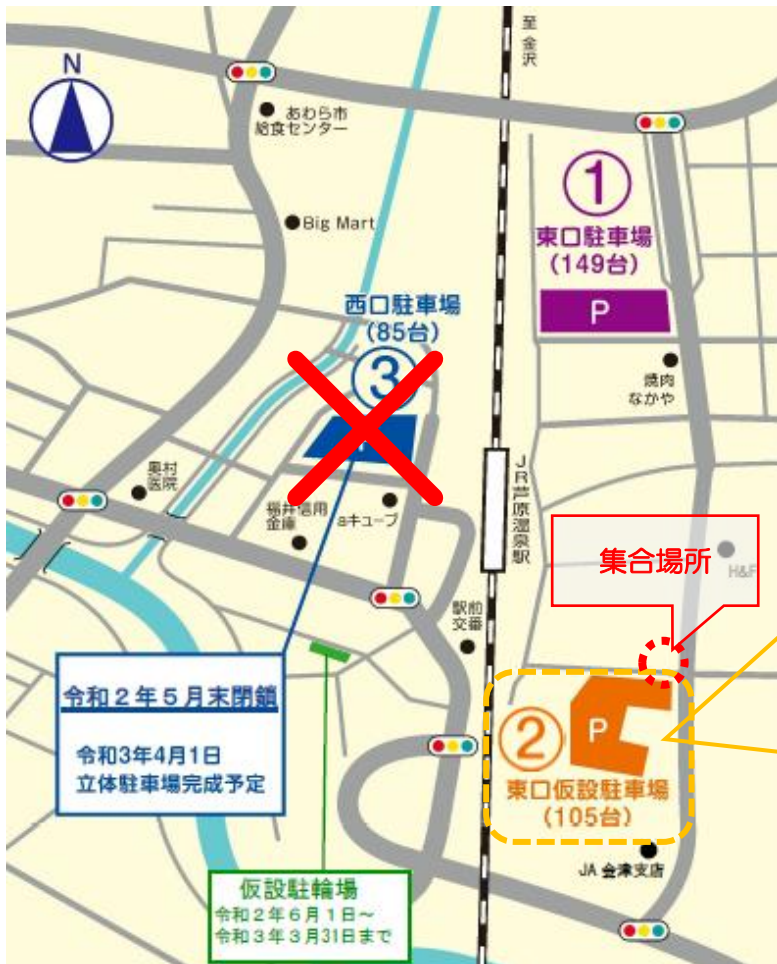 至
金
沢
N
あわら市
給食センター
①
東口駐車場
(149台)
P
Big Mart
西口駐車場
(85台)
③
焼肉
なかや
JR芦原温泉駅
奥村
医院
福井信用
金庫
aキューブ
集合場所
H&F
駅前
交番
令和2年5月末閉鎖
令和3年4月1日
立体駐車場完成予定
②
P
東口仮設駐車場
(105台)
JA 金津支店
仮設駐輪場
令和2年6月1日～
令和3年3月31日まで